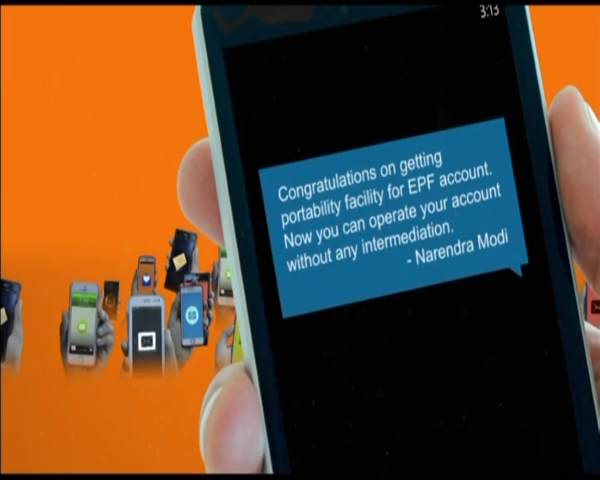 3:13
Congratulations on getting
portability facility for EPF account.
Now you can operate your account
without any intermediation.
- Narendra Modi